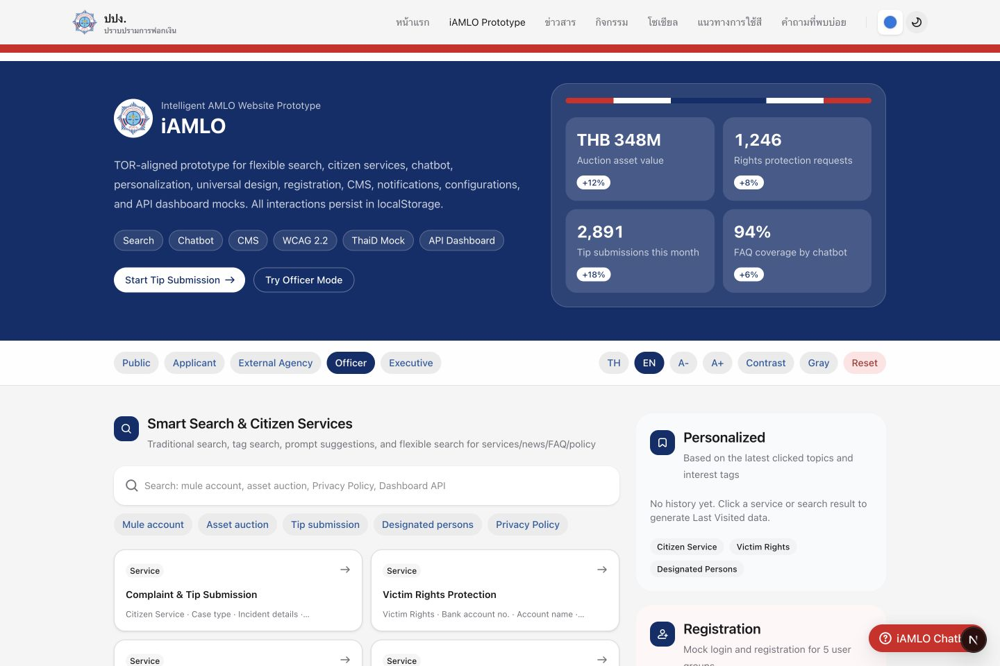 ปปง.
ปราบปรามการฟอกเงิน
หน้าแรก
iAMLO Prototype
ข่าวสาร
กิจกรรม
โซเชียล
แนวทางการใช้สี
คำถามที่พบบ่อย
Intelligent AMLO Website Prototype
iAMLO
TOR-aligned prototype for flexible search, citizen services, chatbot,
personalization, universal design, registration, CMS, notifications, configurations,
and API dashboard mocks. All interactions persist in localStorage.
Search
Chatbot
CMS
WCAG 2.2
ThaiD Mock
API Dashboard
Start Tip Submission →
Try Officer Mode
THB 348M
Auction asset value
+12%
1,246
Rights protection requests
+8%
2,891
Tip submissions this month
+18%
94%
FAQ coverage by chatbot
+6%
Public
Applicant
External Agency
Officer
Executive
TH
EN
A-
A+
Contrast
Gray
Reset
Smart Search & Citizen Services
Traditional search, tag search, prompt suggestions, and flexible search for services/news/FAQ/policy
Search: mule account, asset auction, Privacy Policy, Dashboard API
Mule account
Asset auction
Tip submission
Designated persons
Privacy Policy
Service
Complaint & Tip Submission
Citizen Service · Case type · Incident details ·...
Service
Victim Rights Protection
Victim Rights · Bank account no. · Account name ·...
Service
Service
Personalized
Based on the latest clicked topics and
interest tags
No history yet. Click a service or search result to
generate Last Visited data.
Citizen Service
Victim Rights
Designated Persons
Registration
Mock login and registration for 5 user
groups
iAMLO Chatb
N